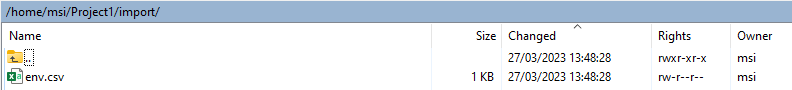 /home/msi/Project1/import/
Name Size Changed Rights Owner
.. 27/03/2023 13:48:28 rwxr-xr-x msi
env.csv 1 KB 27/03/2023 13:48:28 rw-r--r-- msi